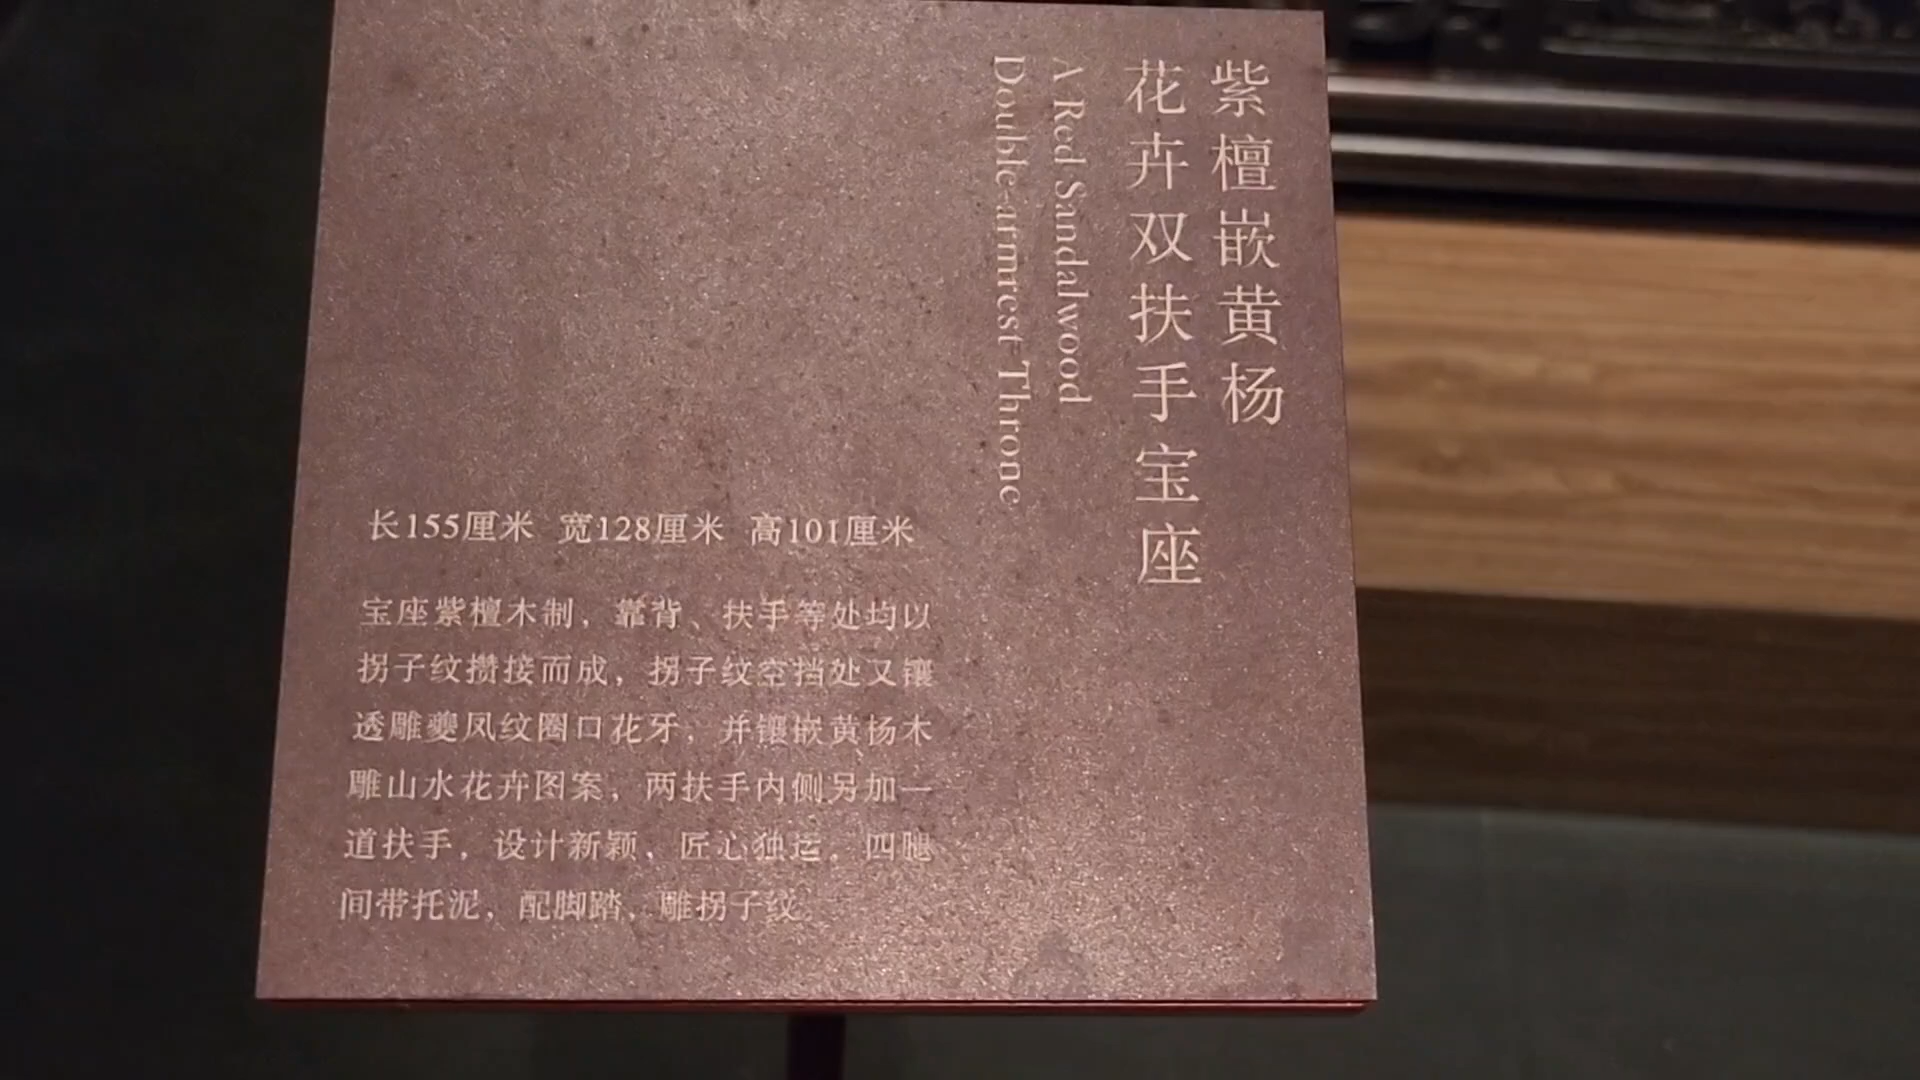 紫檀嵌黄杨
花卉双扶手宝座
A Red Sandalwood
Double-armrest Throne
长155厘米 宽128厘米 高101厘米
宝座紫檀木制，靠背、扶手等处均以
拐子纹攒接而成，拐子纹空挡处又镶
透雕夔凤纹圈口花牙，并镶嵌黄杨木
雕山水花卉图案，两扶手内侧另加一
道扶手，设计新颖，匠心独运。四腿
间带托泥，配脚踏，雕拐子纹。